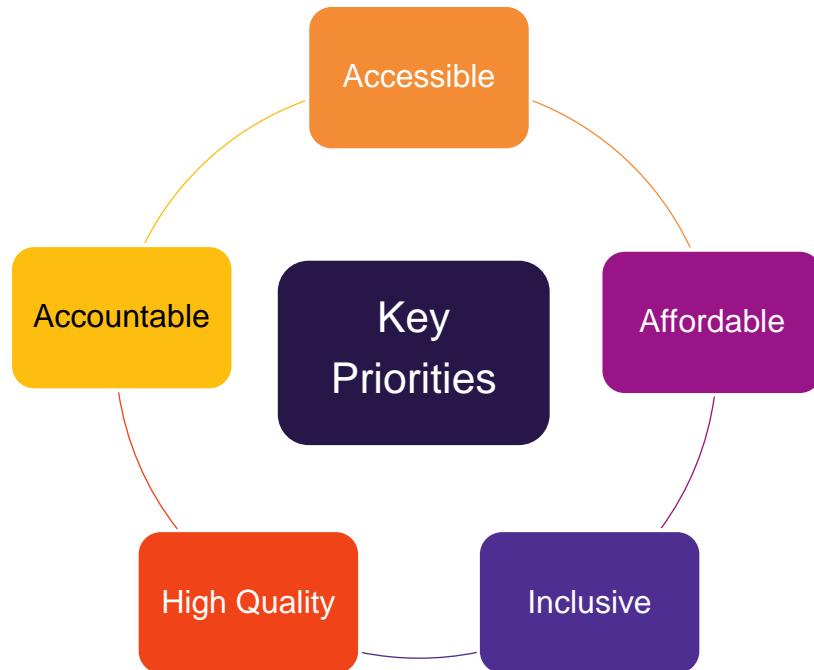 Accessible
Accountable
Key
Priorities
Affordable
High Quality
Inclusive